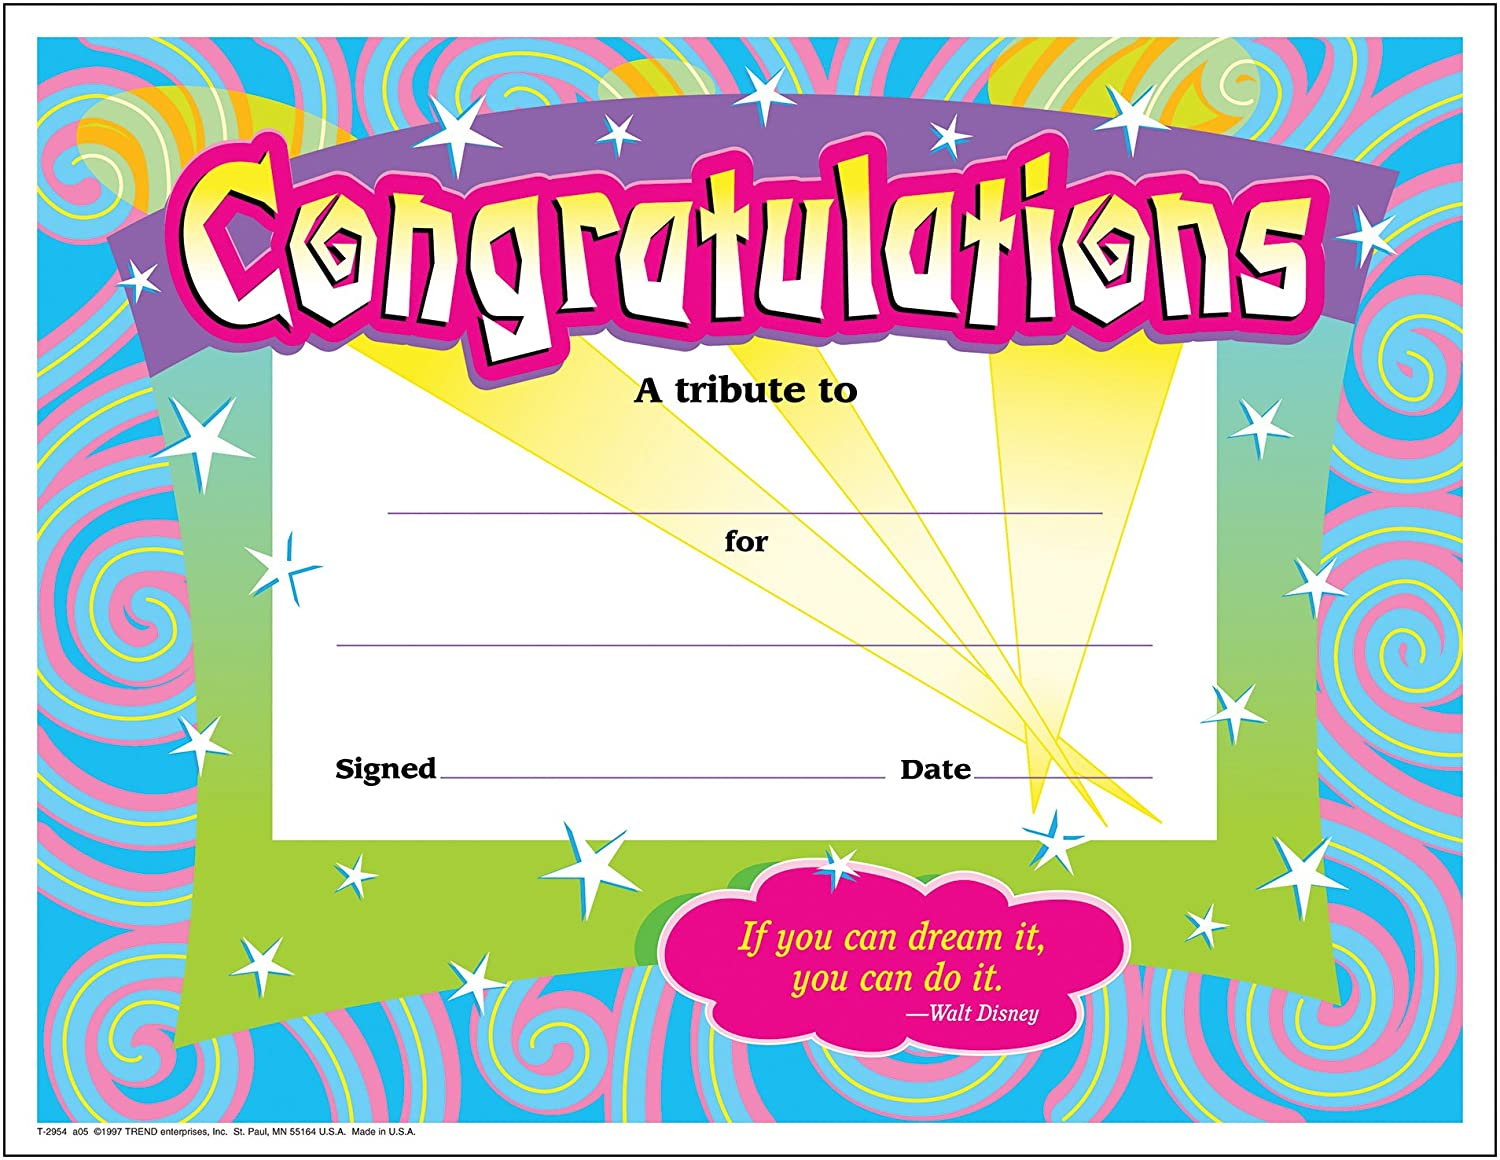 Congratulations
A tribute to
for
Signed Date
If you can dream it,
you can do it.
—Walt Disney
T-2954 a05 ©1997 TREND enterprises, Inc. St. Paul, MN 55164 U.S.A. Made in U.S.A.